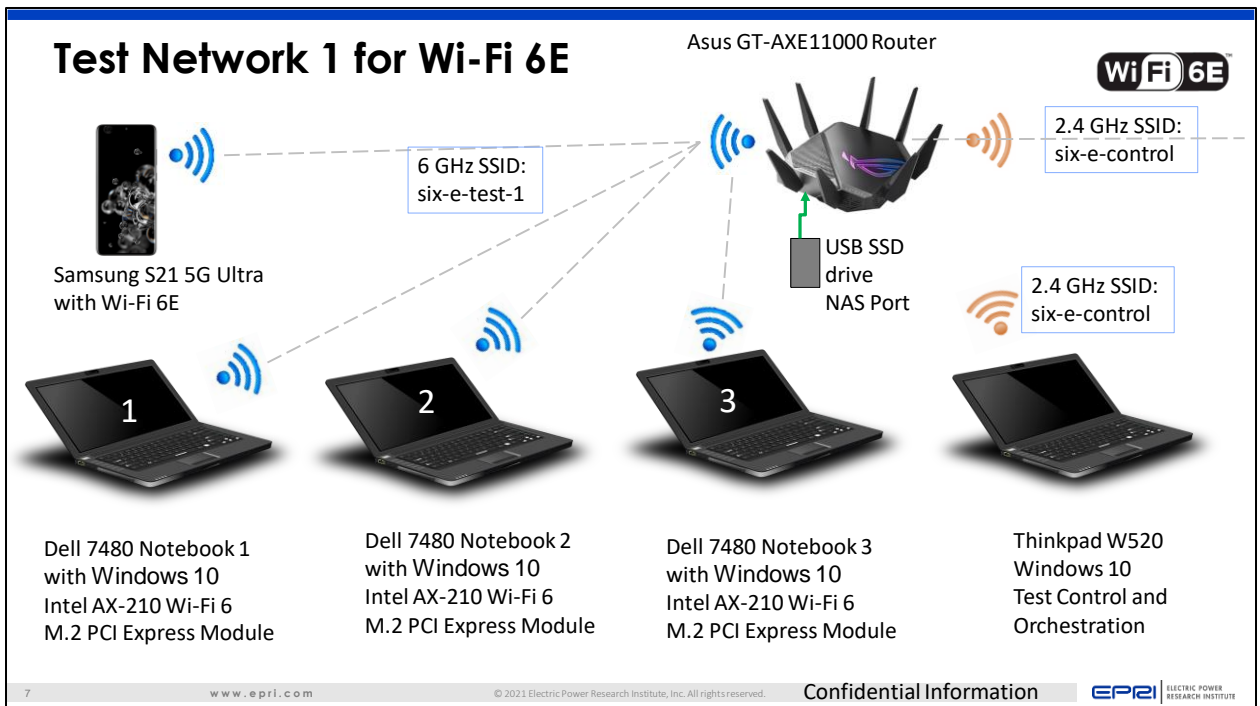 Test Network 1 for Wi-Fi 6E
Asus GT-AXE11000 Router
Wi Fi 6E
2.4 GHz SSID:
six-e-control
6 GHz SSID:
six-e-test-1
USB SSD
drive
NAS Port
Samsung S21 5G Ultra
with Wi-Fi 6E
2.4 GHz SSID:
six-e-control
1
2
3
Dell 7480 Notebook 1
with Windows 10
Intel AX-210 Wi-Fi 6
M.2 PCI Express Module
Dell 7480 Notebook 2
with Windows 10
Intel AX-210 Wi-Fi 6
M.2 PCI Express Module
Dell 7480 Notebook 3
with Windows 10
Intel AX-210 Wi-Fi 6
M.2 PCI Express Module
Thinkpad W520
Windows 10
Test Control and
Orchestration
7
www.epri.com
© 2021 Electric Power Research Institute, Inc. All rights reserved.
Confidential Information
EPRI
ELECTRIC POWER
RESEARCH INSTITUTE